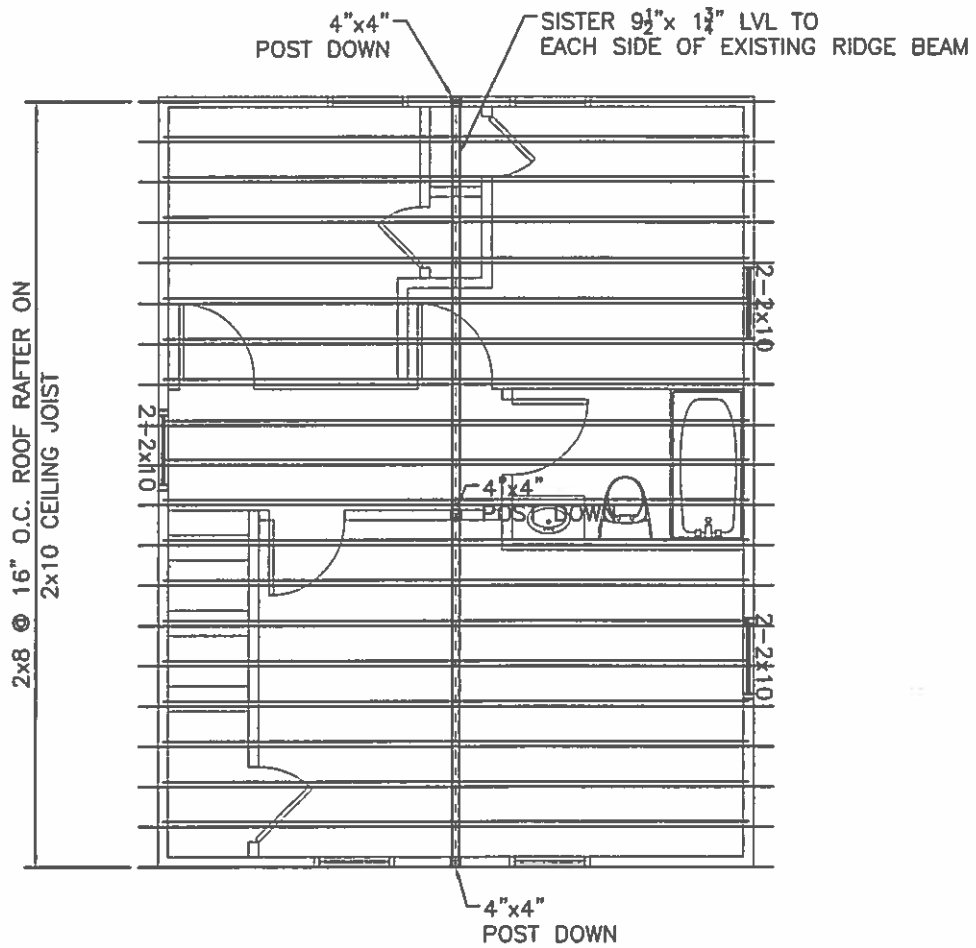 4"x4"
POST DOWN
SISTER 9½"x 1¾" LVL TO
EACH SIDE OF EXISTING RIDGE BEAM
2x8 @ 16" O.C. ROOF RAFTER ON
2x10 CEILING JOIST
2-2x10
2-2x10
4"x4"
POST DOWN
2-2x10
4"x4"
POST DOWN